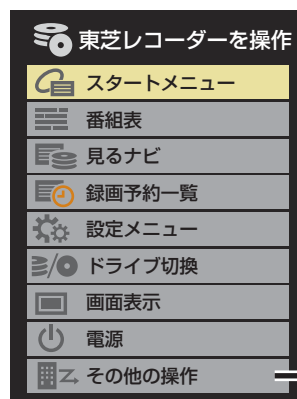 東芝レコーダーを操作
スタートメニュー
番組表
見るナビ
録画予約一覧
設定メニュー
ドライブ切換
画面表示
電源
その他の操作